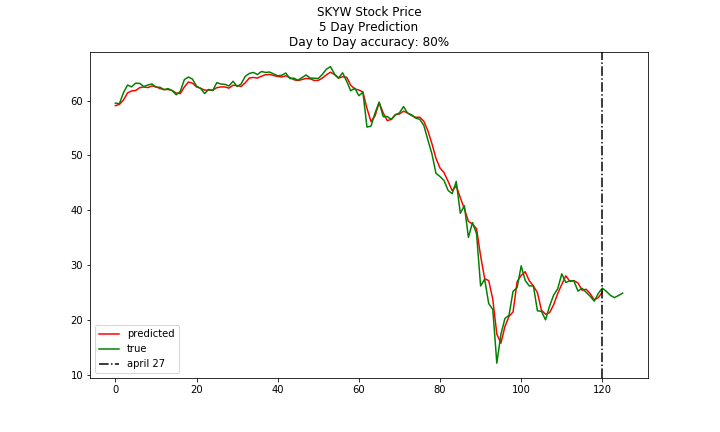 SKYW Stock Price
5 Day Prediction
Day to Day accuracy: 80%
60
50
40
30
20
10
predicted
true
april 27
0
20
40
60
80
100
120